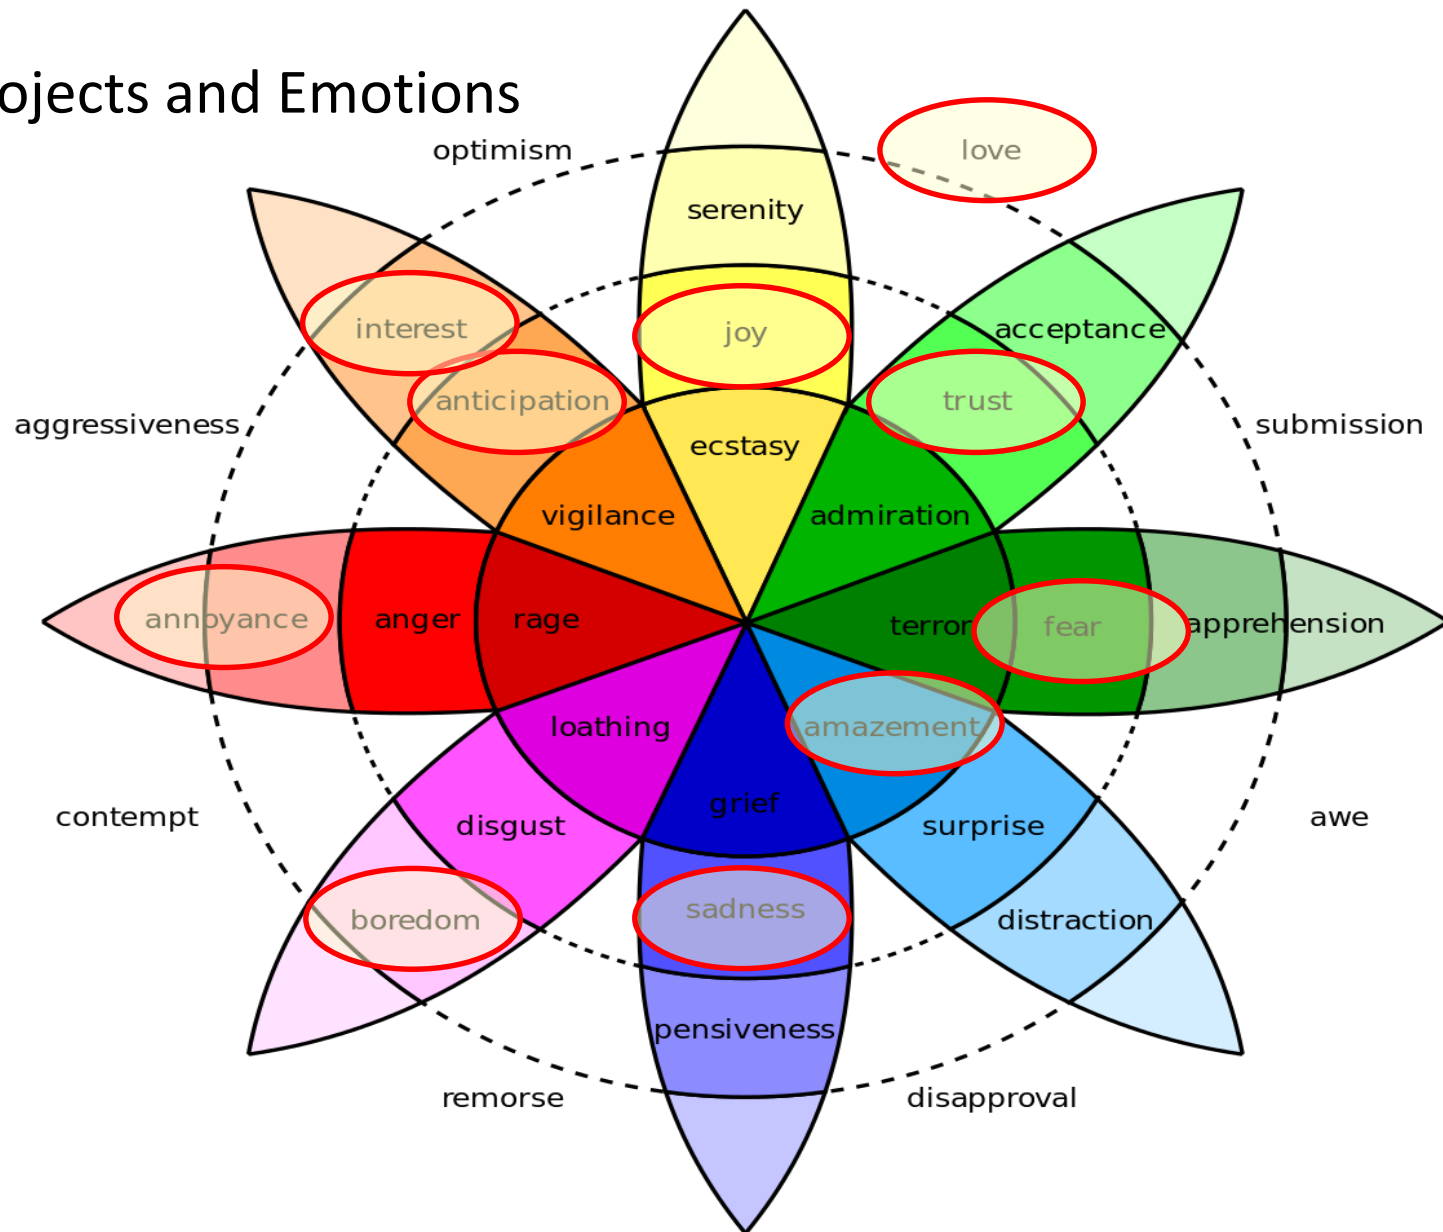 ojects and Emotions
optimism
love
serenity
interest
joy
acceptance
anticipation
trust
aggressiveness
submission
ecstasy
vigilance
admiration
annoyance
anger
rage
terror
fear
apprehension
loathing
amazement
grief
contempt
disgust
surprise
awe
boredom
sadness
distraction
pensiveness
remorse
disapproval